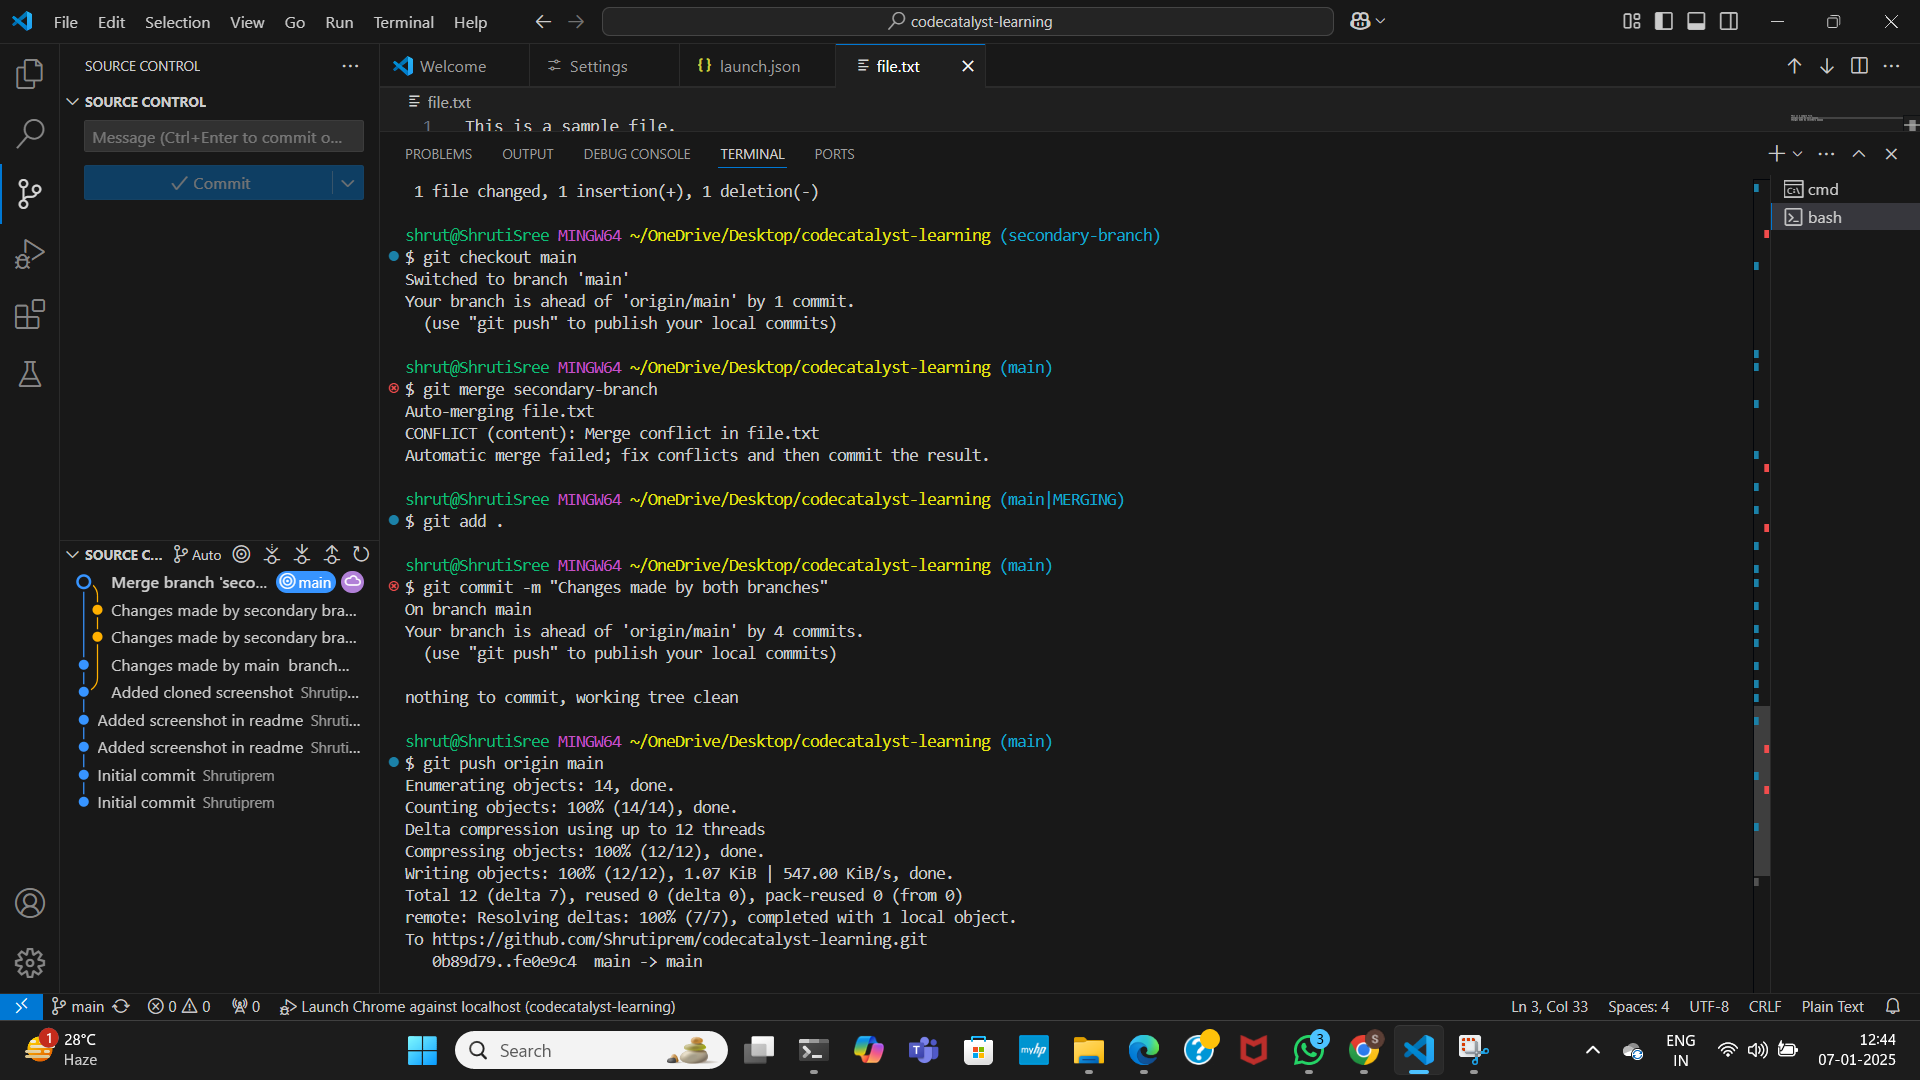 File Edit Selection View Go Run Terminal Help
codecatalyst-learning
SOURCE CONTROL
SOURCE CONTROL
Message (Ctrl+Enter to commit o...
Commit
Welcome
Settings
launch.json
file.txt
file.txt
1 This is a sample file.
PROBLEMS OUTPUT DEBUG CONSOLE TERMINAL PORTS
cmd
bash
1 file changed, 1 insertion(+), 1 deletion(-)
shrut@ShrutiSree MINGW64 ~/OneDrive/Desktop/codecatalyst-learning (secondary-branch)
$ git checkout main
Switched to branch 'main'
Your branch is ahead of 'origin/main' by 1 commit.
(use "git push" to publish your local commits)
shrut@ShrutiSree MINGW64 ~/OneDrive/Desktop/codecatalyst-learning (main)
$ git merge secondary-branch
Auto-merging file.txt
CONFLICT (content): Merge conflict in file.txt
Automatic merge failed; fix conflicts and then commit the result.
shrut@ShrutiSree MINGW64 ~/OneDrive/Desktop/codecatalyst-learning (main|MERGING)
$ git add .
shrut@ShrutiSree MINGW64 ~/OneDrive/Desktop/codecatalyst-learning (main)
$ git commit -m "Changes made by both branches"
On branch main
Your branch is ahead of 'origin/main' by 4 commits.
(use "git push" to publish your local commits)
nothing to commit, working tree clean
shrut@ShrutiSree MINGW64 ~/OneDrive/Desktop/codecatalyst-learning (main)
$ git push origin main
Enumerating objects: 14, done.
Counting objects: 100% (14/14), done.
Delta compression using up to 12 threads
Compressing objects: 100% (12/12), done.
Writing objects: 100% (12/12), 1.07 KiB | 547.00 KiB/s, done.
Total 12 (delta 7), reused 0 (delta 0), pack-reused 0 (from 0)
remote: Resolving deltas: 100% (7/7), completed with 1 local object.
To https://github.com/Shrutiprem/codecatalyst-learning.git
0b89d79..fe0e9c4 main -> main
SOURCE C... Auto
Merge branch 'seco... main
Changes made by secondary bra...
Changes made by secondary bra...
Changes made by main branch...
Added cloned screenshot Shrutip...
Added screenshot in readme Shruti...
Added screenshot in readme Shruti...
Initial commit Shrutiprem
Initial commit Shrutiprem
main 0 0 0 Launch Chrome against localhost (codecatalyst-learning) Ln 3, Col 33 Spaces: 4 UTF-8 CRLF Plain Text
1
28°C
Haze
Search
myhp
3
S
ENG
IN
12:44
07-01-2025